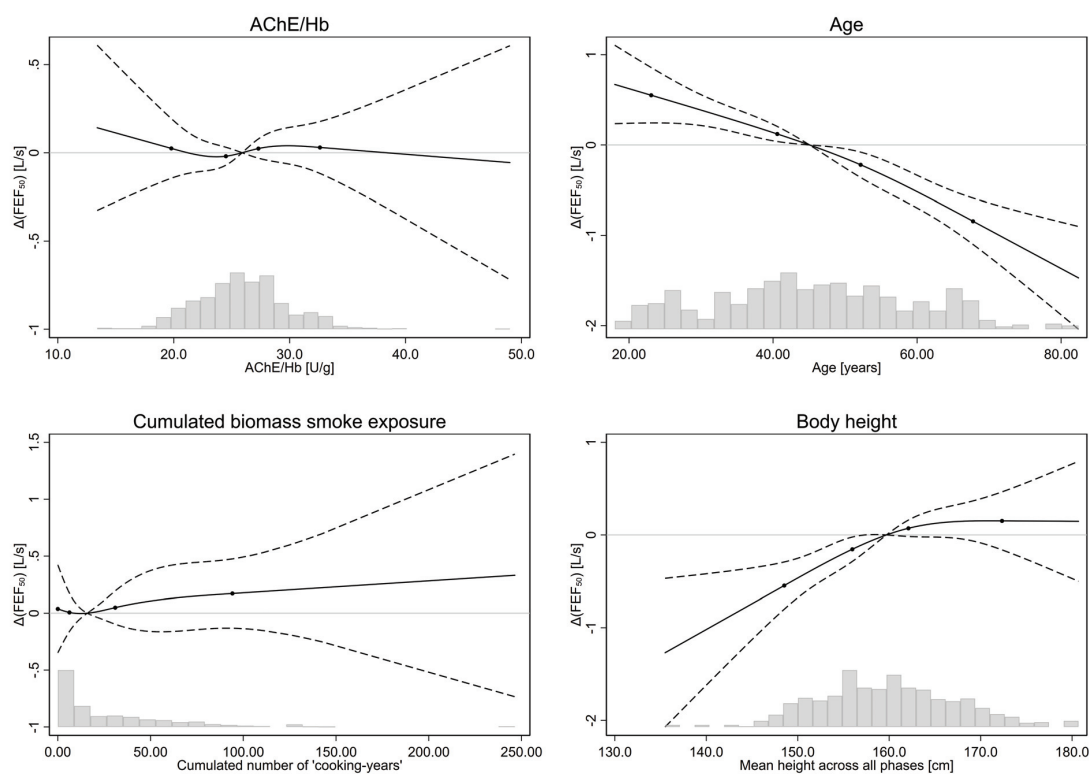 AChE/Hb
Δ(FEF₅₀) [L/s]
.5
0
-.5
-1
10.0 20.0 30.0 40.0 50.0
AChE/Hb [U/g]
Age
Δ(FEF₅₀) [L/s]
1
0
-1
-2
20.00 40.00 60.00 80.00
Age [years]
Cumulated biomass smoke exposure
Δ(FEF₅₀) [L/s]
1.5
1
.5
0
-.5
-1
0.00 50.00 100.00 150.00 200.00 250.00
Cumulated number of 'cooking-years'
Body height
Δ(FEF₅₀) [L/s]
1
0
-1
-2
130.0 140.0 150.0 160.0 170.0 180.0
Mean height across all phases [cm]